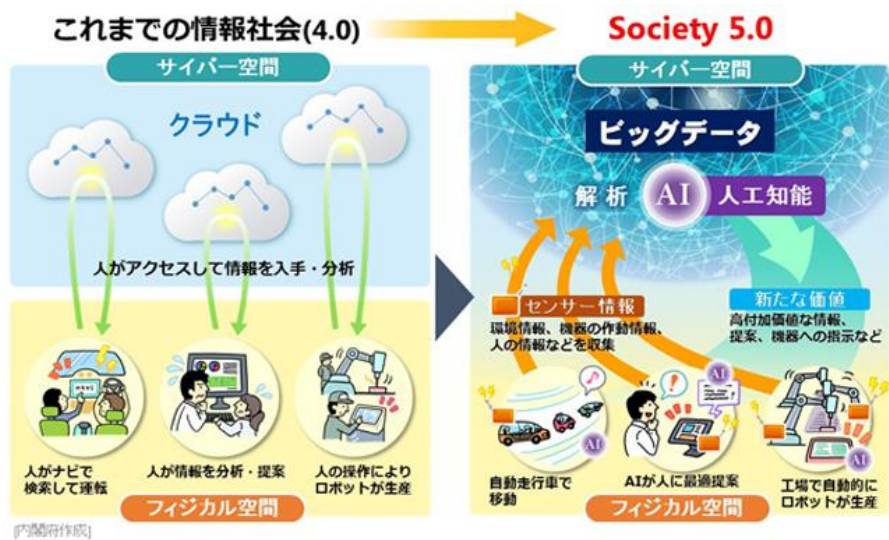 これまでの情報社会(4.0)
Society 5.0
サイバー空間
クラウド
人がアクセスして情報を入手・分析
人がナビで
検索して運転
人が情報を分析・提案
人の操作により
ロボットが生産
フィジカル空間
[内閣府作成]
サイバー空間
ビッグデータ
解析 AI 人工知能
センサー情報
環境情報、機器の作動情報、
人の情報などを収集
新たな価値
高付加価値な情報、
提案、機器への指示など
AI
AI
AI
自動走行車で
移動
AIが人に最適提案
工場で自動的に
ロボットが生産
フィジカル空間